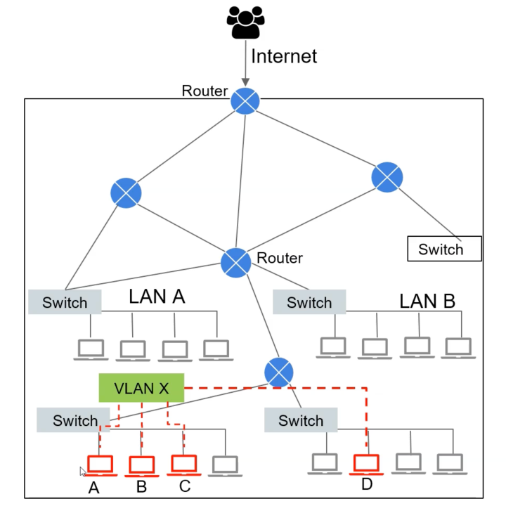 Internet
Router
Switch
Router
Switch
LAN A
Switch
LAN B
VLAN X
Switch
Switch
A
B
C
D